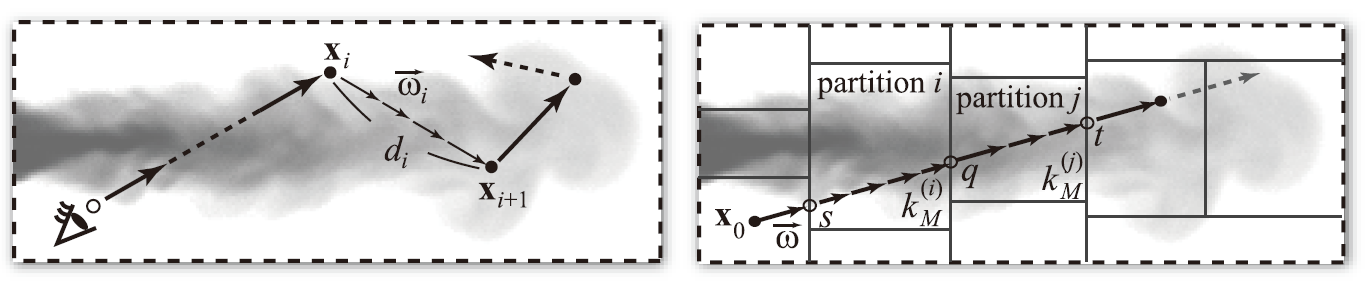 x_i
ω_i
d_i
x_{i+1}
partition i
partition j
t
q
k_M^{(j)}
k_M^{(i)}
s
x_0
ω